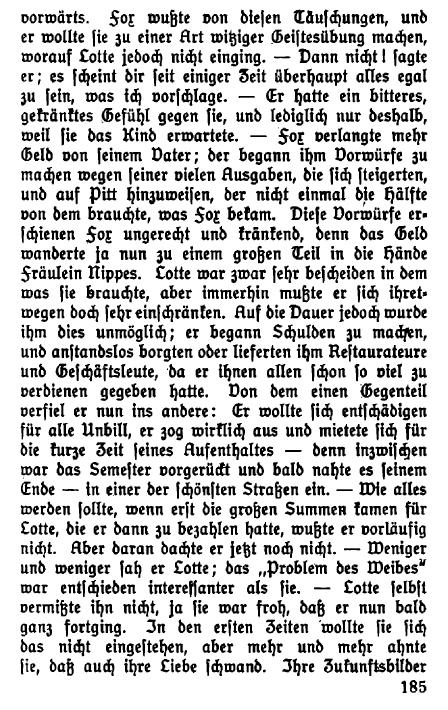 vorwärts. Fox wußte von diesen Täuschungen, und
er wollte sie zu einer Art witziger Geistesübung machen,
worauf Lotte jedoch nicht einging. — Dann nicht! sagte
er; es scheint dir seit einiger Zeit überhaupt alles egal
zu sein, was ich vorschlage. — Er hatte ein bitteres,
gekränktes Gefühl gegen sie, und lediglich nur deshalb,
weil sie das Kind erwartete. — Fox verlangte mehr
Geld von seinem Vater; der begann ihm Vorwürfe zu
machen wegen seiner vielen Ausgaben, die sich steigerten,
und auf Pitt hinzuweisen, der nicht einmal die Hälfte
von dem brauchte, was Fox bekam. Diese Vorwürfe er-
schienen Fox ungerecht und kränkend, denn das Geld
wanderte ja nun zu einem großen Teil in die Hände
Fräulein Nippes. Lotte war zwar sehr bescheiden in dem
was sie brauchte, aber immerhin mußte er sich ihret-
wegen doch sehr einschränken. Auf die Dauer jedoch wurde
ihm dies unmöglich; er begann Schulden zu machen,
und anstandslos borgten oder lieferten ihm Restaurateure
und Geschäftsleute, da er ihnen allen schon so viel zu
verdienen gegeben hatte. Von dem einen Gegenteil
verfiel er nun ins andere: Er wollte sich entschädigen
für alle Unbill, er zog wirklich aus und mietete sich für
die kurze Zeit seines Aufenthaltes — denn inzwischen
war das Semester vorgerückt und bald nahte es seinem
Ende — in einer der schönsten Straßen ein. — Wie alles
werden sollte, wenn erst die großen Summen kamen für
Lotte, die er dann zu bezahlen hatte, wußte er vorläufig
nicht. Aber daran dachte er jetzt noch nicht. — Weniger
und weniger sah er Lotte; das „Problem des Weibes“
war entschieden interessanter als sie. — Lotte selbst
vermißte ihn nicht, ja sie war froh, daß er nun bald
ganz fortging. In den ersten Zeiten wollte sie sich
das nicht eingestehen, aber mehr und mehr ahnte
sie, daß auch ihre Liebe schwand. Ihre Zukunftsbilder
185